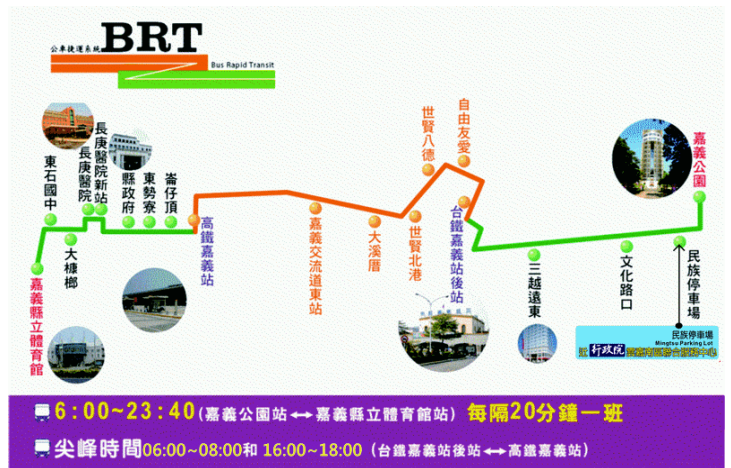 公車捷運系統 BRT
Bus Rapid Transit
嘉義縣立體育館
東石國中
大槺榔
長庚醫院
長庚醫院新站
縣政府
東勢寮
崙仔頂
高鐵嘉義站
嘉義交流道東站
大溪厝
世賢北港
世賢八德
自由友愛
台鐵嘉義站後站
三越遠東
文化路口
民族停車場
嘉義公園
民族停車場
Mingtsu Parking Lot
行政院
6:00~23:40(嘉義公園站↔嘉義縣立體育館站) 每隔20分鐘一班
尖峰時間06:00~08:00和 16:00~18:00 (台鐵嘉義站後站↔高鐵嘉義站)